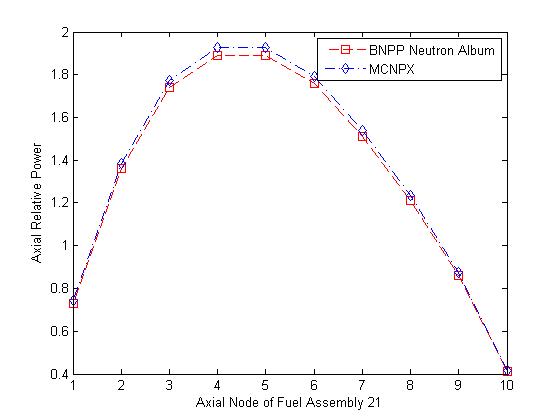 2
1.8
1.6
1.4
1.2
1
0.8
0.6
0.4
Axial Relative Power
BNPP Neutron Album
MCNPX
1 2 3 4 5 6 7 8 9 10
Axial Node of Fuel Assembly 21